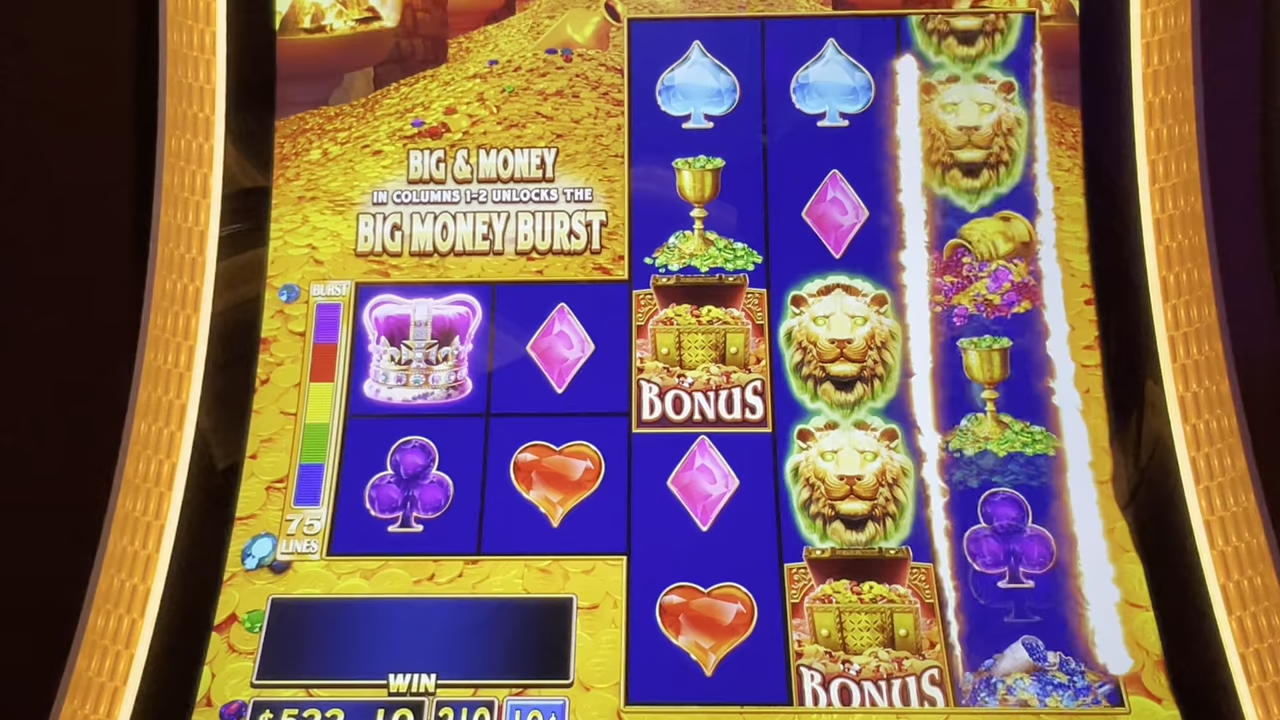 BIG & MONEY
IN COLUMNS 1-2 UNLOCKS THE
BIG MONEY BURST
BURST
BONUS
75
LINES
BONUS
WIN